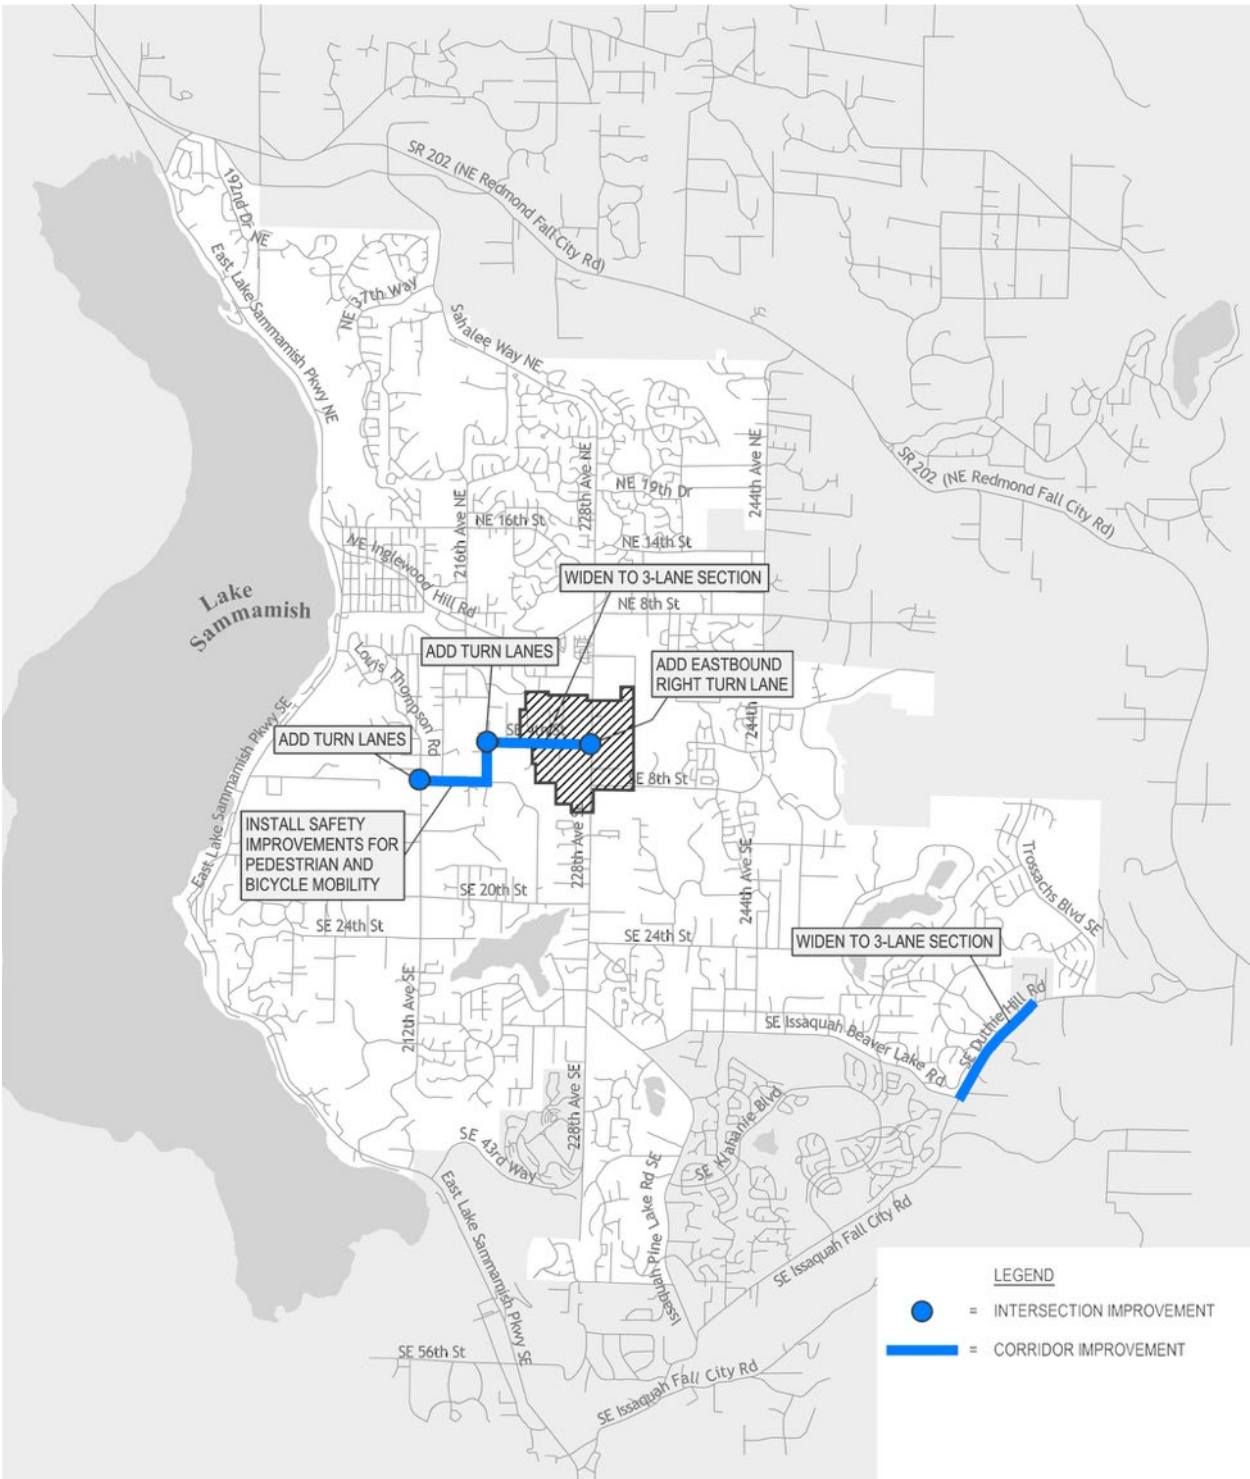 SR 202 (NE Redmond Fall City Rd)
192nd Dr NE
East Lake Sammamish Pkwy NE
NE 37th Way
Sahalee Way NE
228th Ave NE
244th Ave NE
SR 202 (NE Redmond Fall City Rd)
NE 19th Dr
216th Ave NE
NE 16th St
NE 14th St
NE Inglewood Hill Rd
WIDEN TO 3-LANE SECTION
NE 8th St
Lake
Sammamish
ADD TURN LANES
Louis Thompson Rd
ADD EASTBOUND
RIGHT TURN LANE
244th
SE 4th St
ADD TURN LANES
East Lake Sammamish Pkwy SE
E 8th St
INSTALL SAFETY
IMPROVEMENTS FOR
PEDESTRIAN AND
BICYCLE MOBILITY
228th Ave S
244th Ave SE
Trossachs Blvd SE
SE 20th St
SE 24th St
SE 24th St
WIDEN TO 3-LANE SECTION
212th Ave SE
SE Duthie Hill Rd
SE Issaquah Beaver Lake Rd
228th Ave SE
SE Klahanie Blvd
SE 43rd Way
East Lake Sammamish Pkwy SE
Issaquah Pine Lake Rd SE
SE Issaquah Fall City Rd
SE 56th St
SE Issaquah Fall City Rd
LEGEND
= INTERSECTION IMPROVEMENT
= CORRIDOR IMPROVEMENT